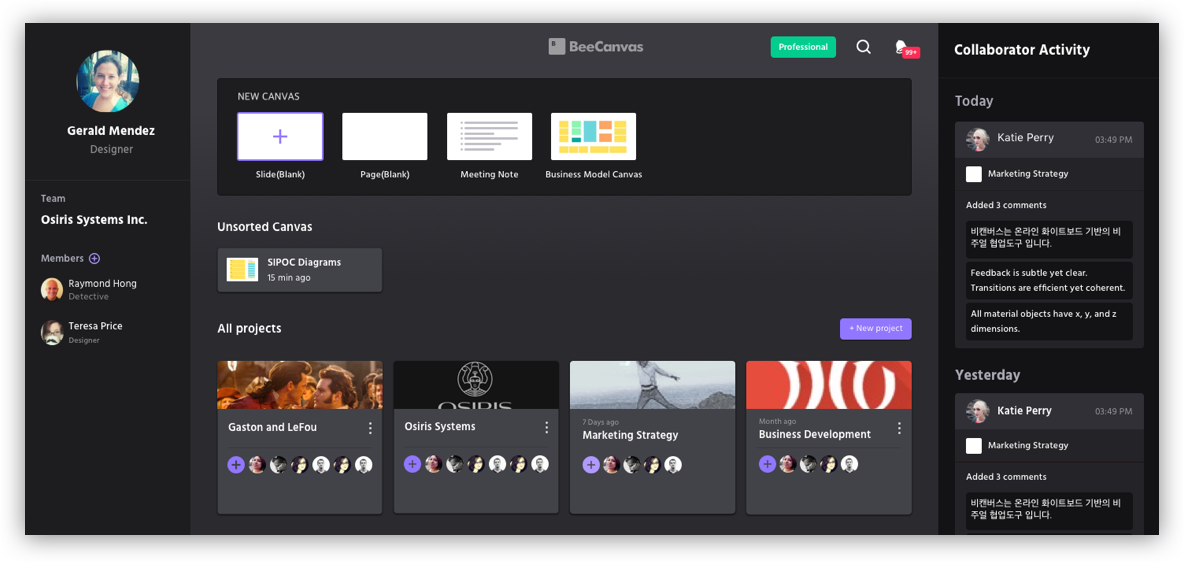 Gerald Mendez
Designer
Team
Osiris Systems Inc.
Members
Raymond Hong
Detective
Teresa Price
Designer
B BeeCanvas
Professional
99+
NEW CANVAS
Slide(Blank)
Page(Blank)
Meeting Note
Business Model Canvas
Unsorted Canvas
SIPOC Diagrams
15 min ago
All projects
+ New project
Gaston and LeFou
OSIRIS
Osiris Systems
7 Days ago
Marketing Strategy
Month ago
Business Development
Collaborator Activity
Today
Katie Perry
03:49 PM
Marketing Strategy
Added 3 comments
비캔버스는 온라인 화이트보드 기반의 비
주얼 협업도구 입니다.
Feedback is subtle yet clear.
Transitions are efficient yet coherent.
All material objects have x, y, and z
dimensions.
Yesterday
Katie Perry
03:49 PM
Marketing Strategy
Added 3 comments
비캔버스는 온라인 화이트보드 기반의 비
주얼 협업도구 입니다.